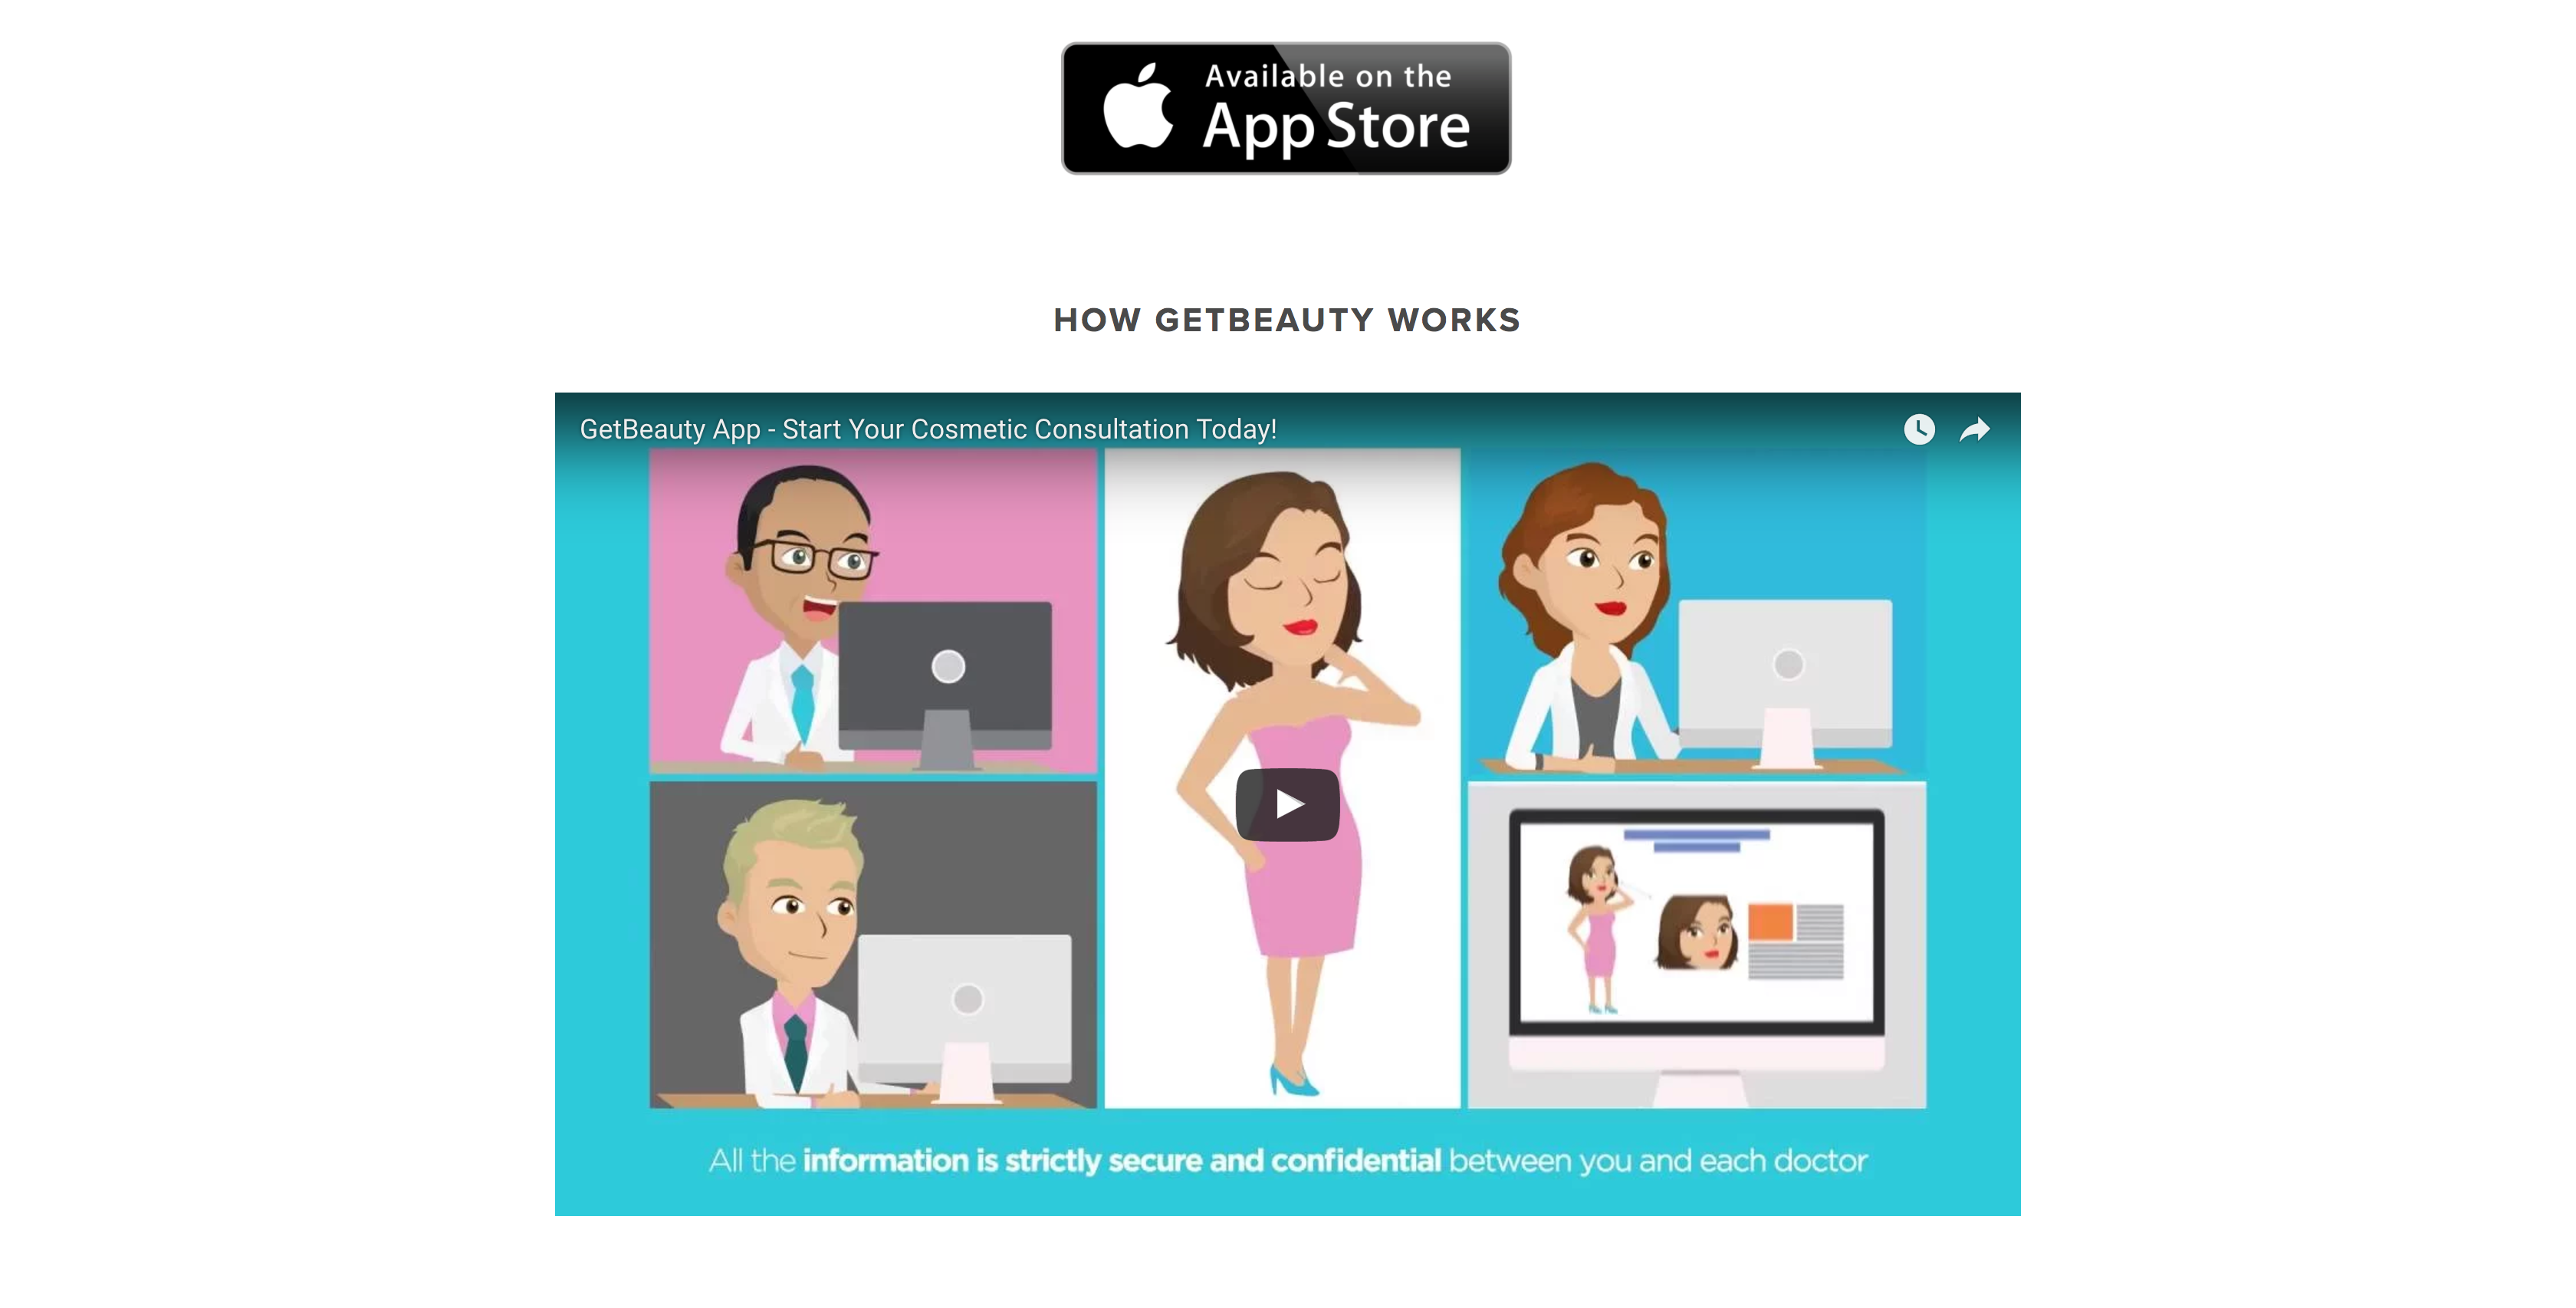 Available on the
App Store
HOW GETBEAUTY WORKS
GetBeauty App - Start Your Cosmetic Consultation Today!
All the information is strictly secure and confidential between you and each doctor